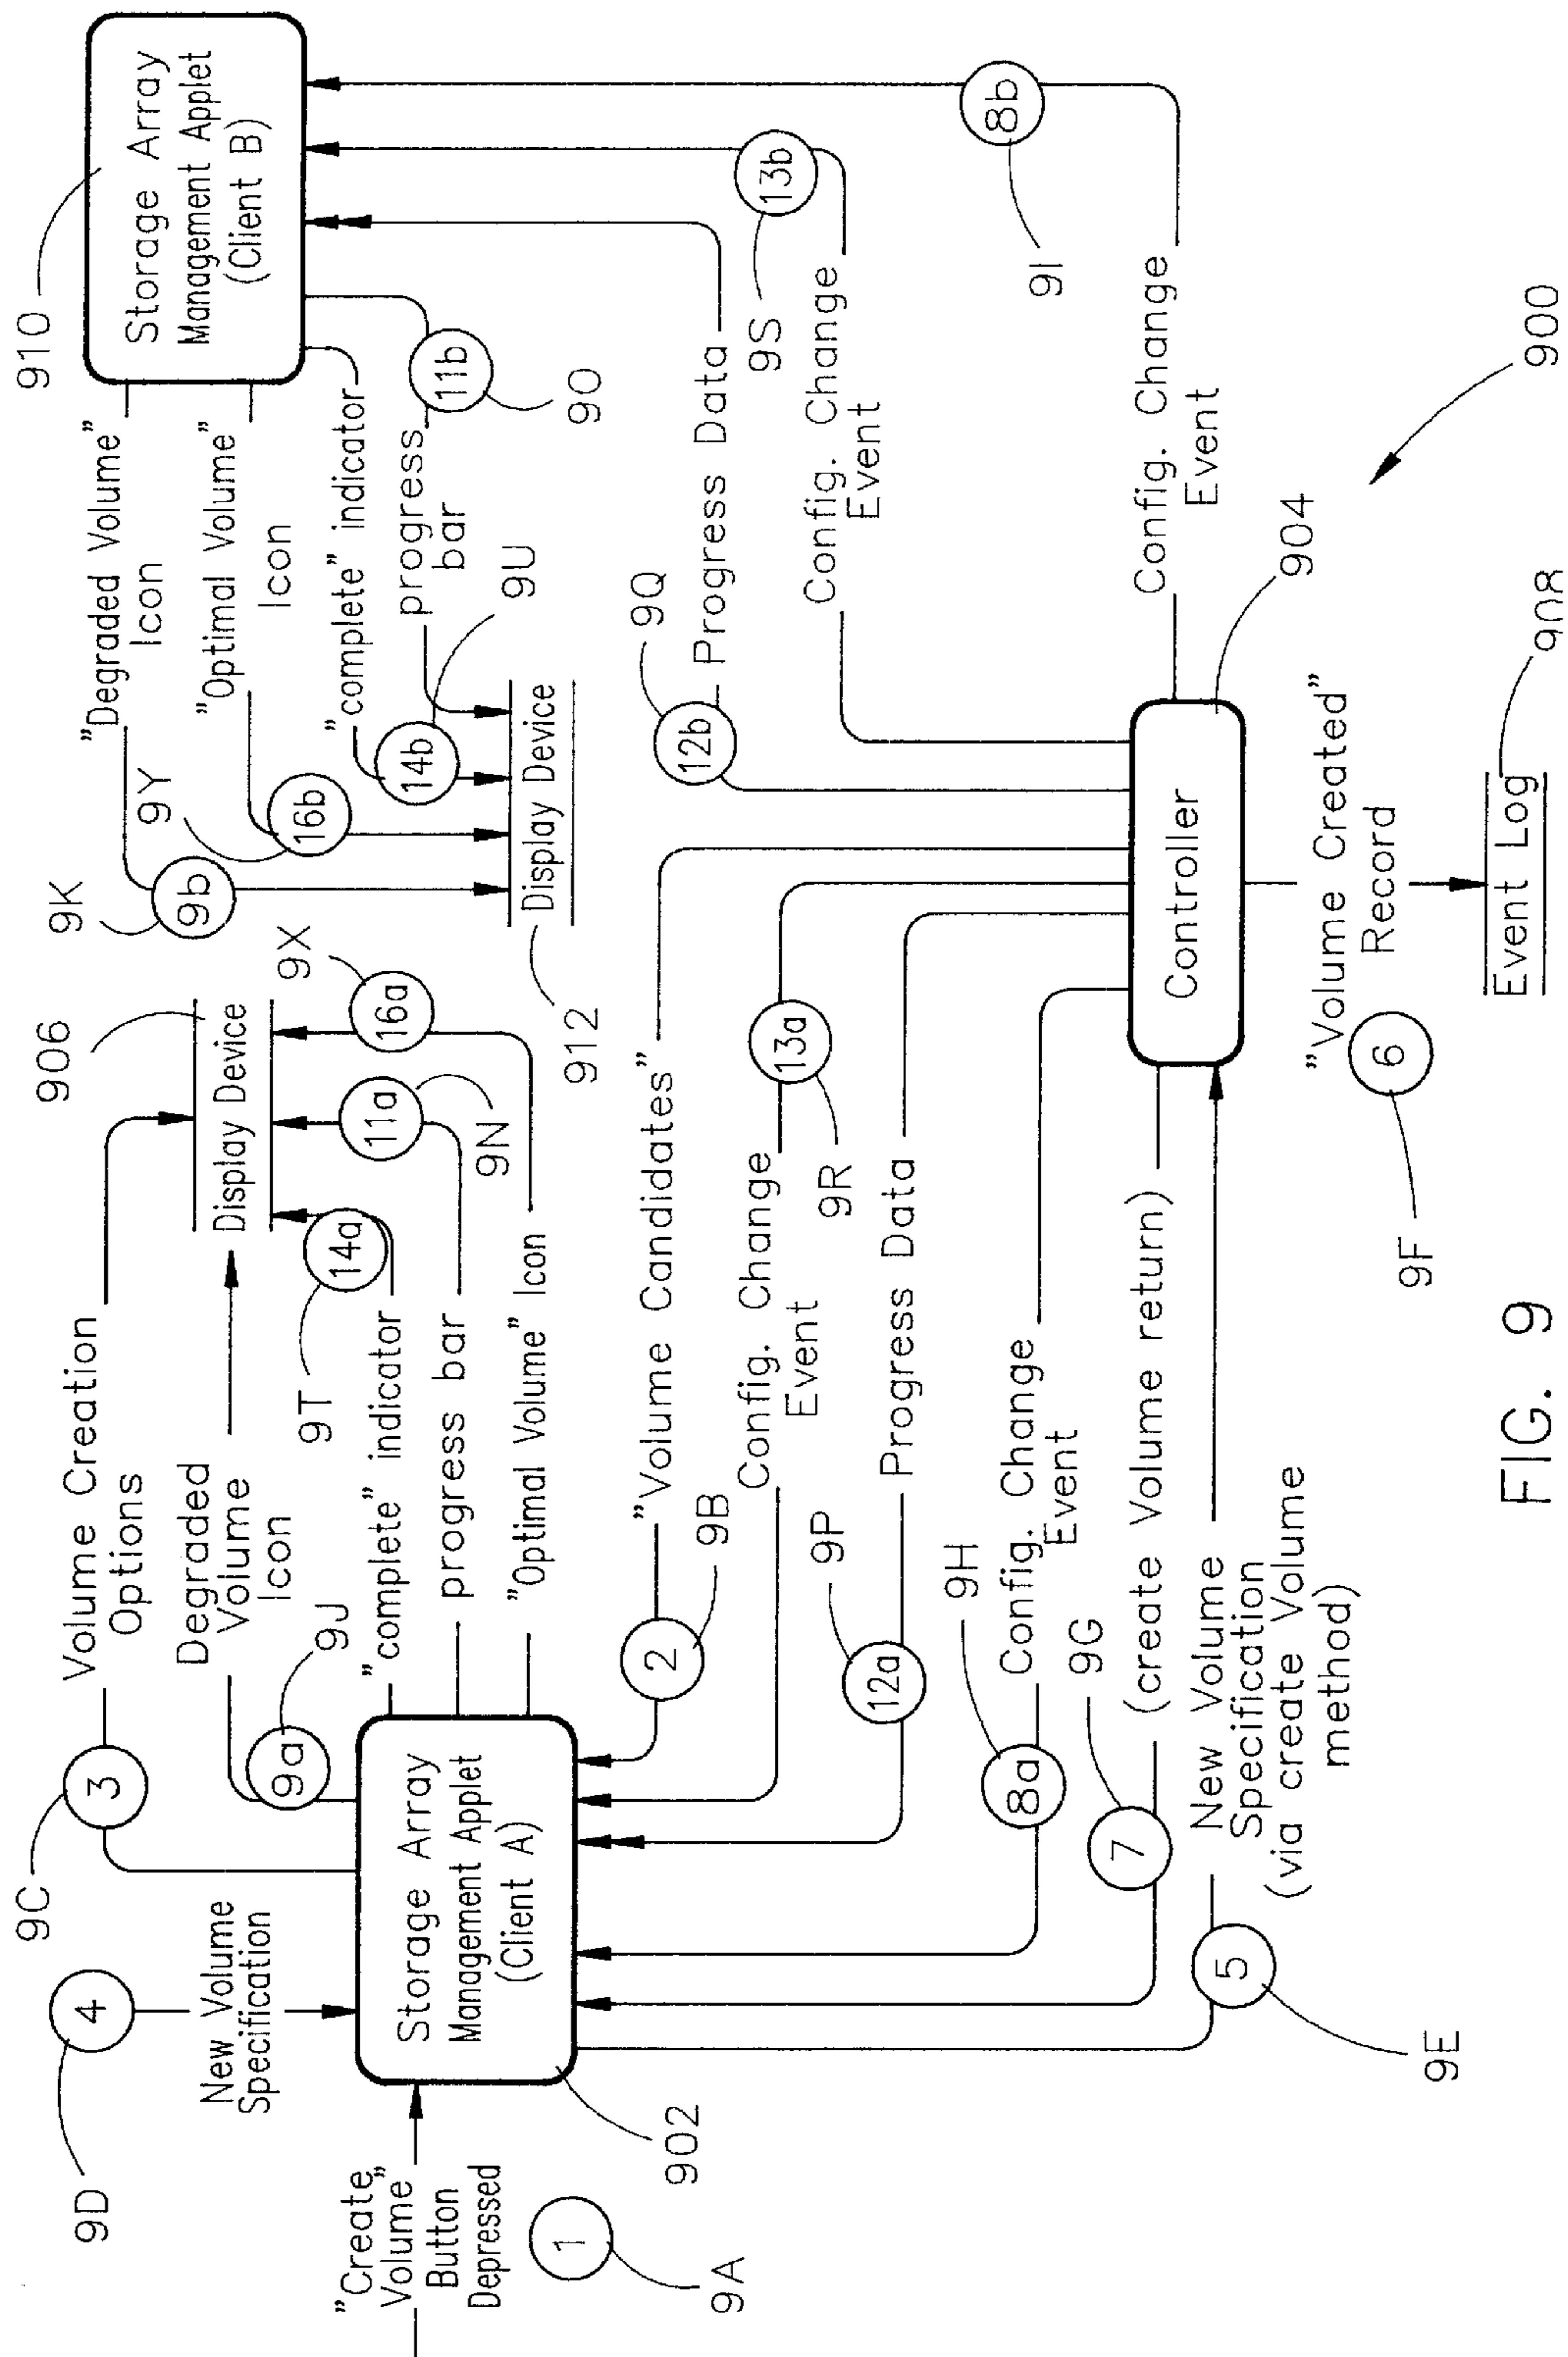 9D
4
New Volume
Specification
"Create
Volume"
Button
Depressed
1
9A
902
Storage Array
Management Applet
(Client A)
9C
3
Volume Creation
Options
9a
9J
Degraded
Volume
Icon
"complete" indicator
progress bar
"Optimal Volume" Icon
906
Display Device
14a
9T
11a
9N
16a
9X
9K
9b
"Degraded Volume"
Icon
9Y
16b
"Optimal Volume"
Icon
14b
9U
"complete" indicator
progress
bar
11b
9O
Display Device
912
910
Storage Array
Management Applet
(Client B)
2
9B
"Volume Candidates"
Config. Change
Event
13a
9R
12a
9P
Progress Data
8a
9H
Config. Change
Event
7
9G
(create Volume return)
5
9E
New Volume
Specification
(via create Volume
method)
Controller
904
9Q
12b
Progress Data
9S
13b
Config. Change
Event
8b
9I
Config. Change
Event
"Volume Created"
Record
6
9F
Event Log
908
900
FIG. 9